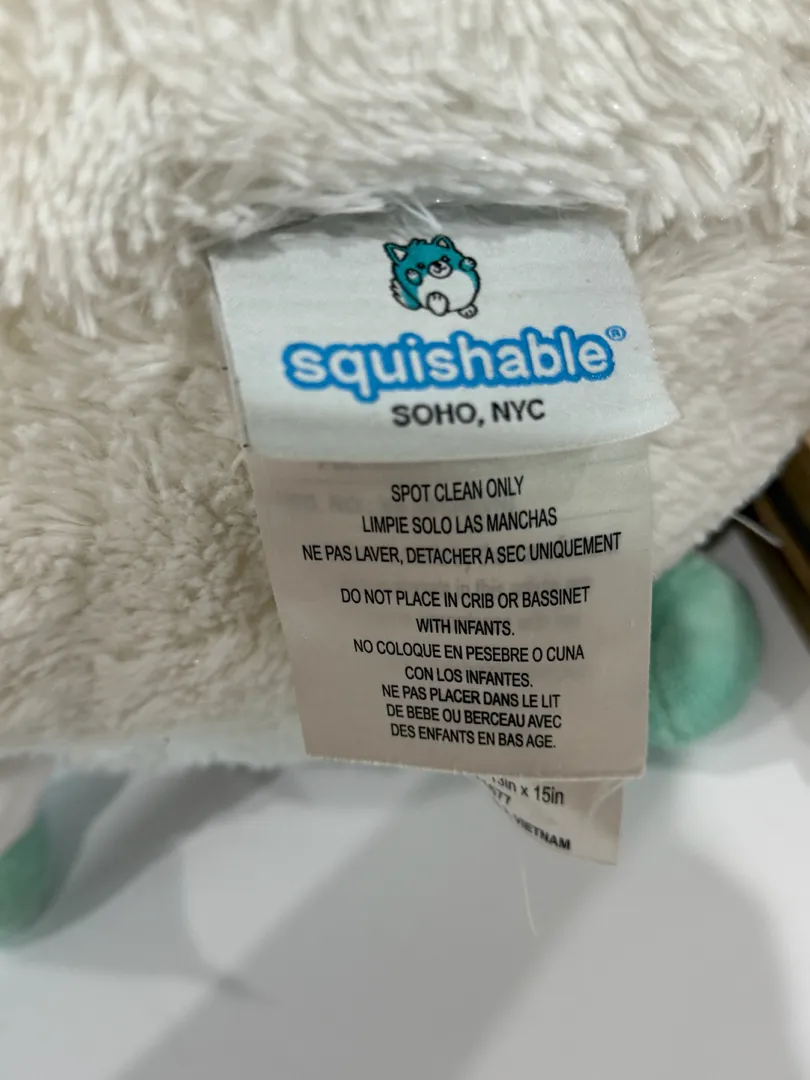 squishable®
SOHO, NYC
SPOT CLEAN ONLY
LIMPIE SOLO LAS MANCHAS
NE PAS LAVER, DETACHER A SEC UNIQUEMENT
DO NOT PLACE IN CRIB OR BASSINET
WITH INFANTS.
NO COLOQUE EN PESEBRE O CUNA
CON LOS INFANTES.
NE PAS PLACER DANS LE LIT
DE BEBE OU BERCEAU AVEC
DES ENFANTS EN BAS AGE.
13in x 15in
VIETNAM